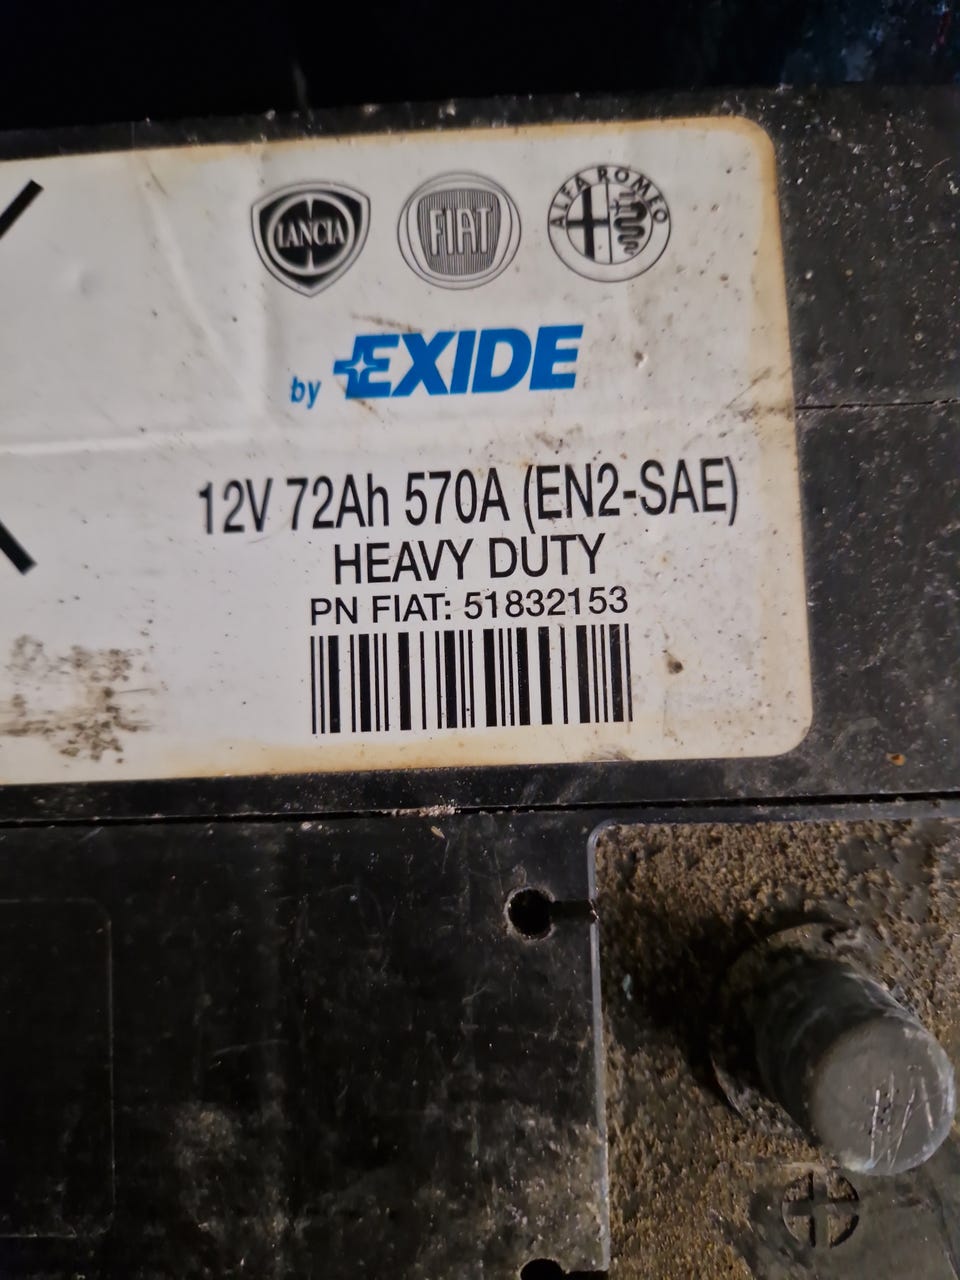 LANCIA
FIAT
ALFA ROMEO
by EXIDE
12V 72Ah 570A (EN2-SAE)
HEAVY DUTY
PN FIAT: 51832153
+